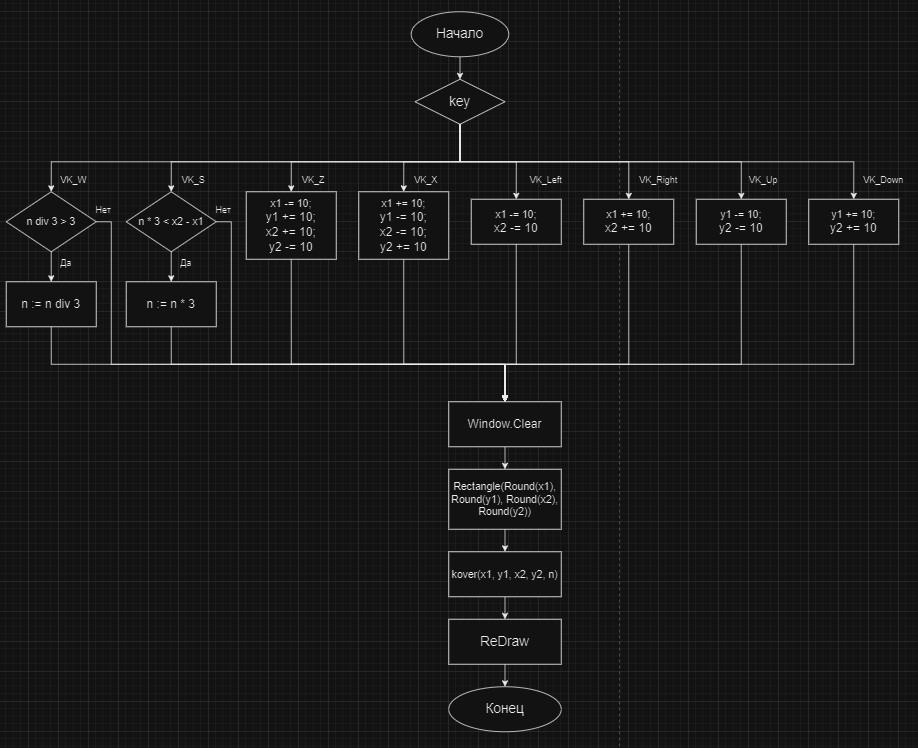 Начало
key
VK_W
VK_S
VK_Z
VK_X
VK_Left
VK_Right
VK_Up
VK_Down
n div 3 > 3
Нет
Да
n := n div 3
n * 3 < x2 - x1
Нет
Да
n := n * 3
x1 -= 10;
y1 += 10;
x2 += 10;
y2 -= 10
x1 += 10;
y1 -= 10;
x2 -= 10;
y2 += 10
x1 -= 10;
x2 -= 10
x1 += 10;
x2 += 10
y1 -= 10;
y2 -= 10
y1 += 10;
y2 += 10
Window.Clear
Rectangle(Round(x1),
Round(y1), Round(x2),
Round(y2))
kover(x1, y1, x2, y2, n)
ReDraw
Конец